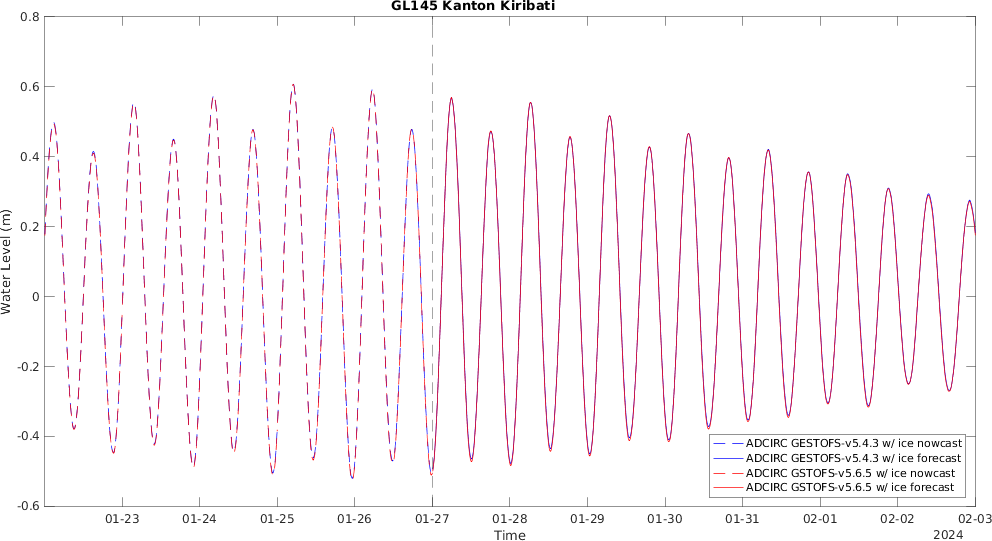 GL145 Kanton Kiribati
0.8
0.6
0.4
0.2
0
-0.2
-0.4
-0.6
Water Level (m)
ADCIRC GESTOFS-v5.4.3 w/ ice nowcast
ADCIRC GESTOFS-v5.4.3 w/ ice forecast
ADCIRC GSTOFS-v5.6.5 w/ ice nowcast
ADCIRC GSTOFS-v5.6.5 w/ ice forecast
01-23 01-24 01-25 01-26 01-27 01-28 01-29 01-30 01-31 02-01 02-02 02-03
Time
2024